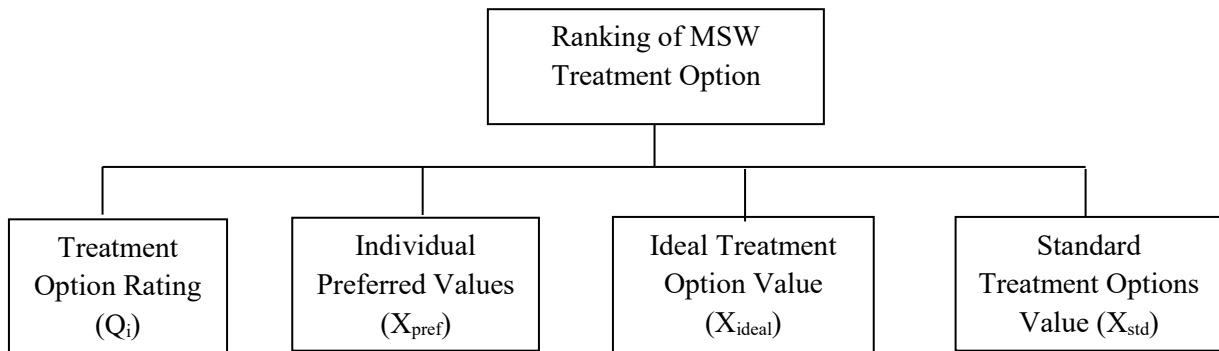 Ranking of MSW
Treatment Option
Treatment
Option Rating
(Qi)
Individual
Preferred Values
(Xpref)
Ideal Treatment
Option Value
(Xideal)
Standard
Treatment Options
Value (Xstd)